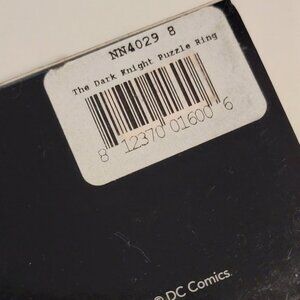 NN4029 8
The Dark Knight Puzzle Ring
8 12370 01600 6
© DC Comics.